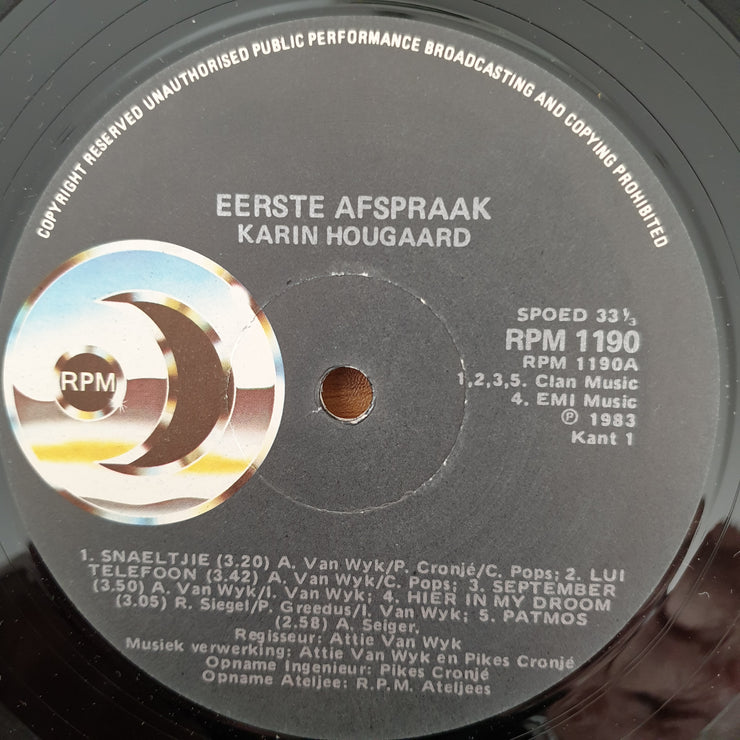 COPYRIGHT RESERVED UNAUTHORISED PUBLIC PERFORMANCE BROADCASTING AND COPYING PROHIBITED
EERSTE AFSPRAAK
KARIN HOUGAARD
SPOED 33 ⅓
RPM 1190
RPM 1190A
1,2,3,5. Clan Music
4. EMI Music
℗ 1983
Kant 1
RPM
1. SNAELTJIE (3.20) A. Van Wyk/P. Cronjé/C. Pops; 2. LUI
TELEFOON (3.42) A. Van Wyk/C. Pops; 3. SEPTEMBER
(3.50) A. Van Wyk/I. Van Wyk; 4. HIER IN MY DROOM
(3.05) R. Siegel/P. Greedus/I. Van Wyk; 5. PATMOS
(2.58) A. Seiger.
Regisseur: Attie Van Wyk
Musiek verwerking: Attie Van Wyk en Pikes Cronjé
Opname Ingenieur: Pikes Cronjé
Opname Ateljee: R.P.M. Ateljees